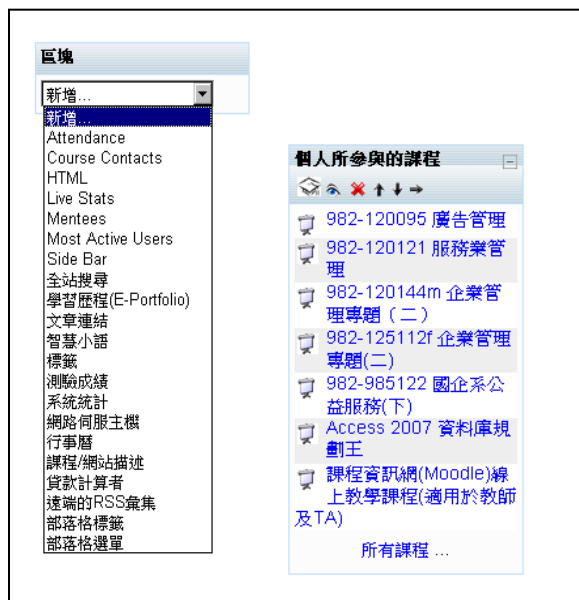 區塊
新增...
新增...
Attendance
Course Contacts
HTML
Live Stats
Mentees
Most Active Users
Side Bar
全站搜尋
學習歷程(E-Portfolio)
文章連結
智慧小語
標籤
測驗成績
系統統計
網路伺服主機
行事曆
課程/網站描述
貸款計算者
遠端的RSS彙集
部落格標籤
部落格選單
個人所參與的課程
982-120095 廣告管理
982-120121 服務業管
理
982-120144m 企業管
理專題（二）
982-125112f 企業管理
專題(二)
982-985122 國企系公
益服務(下)
Access 2007 資料庫規
劃王
課程資訊網(Moodle)線
上教學課程(適用於教師
及TA)
所有課程 ...